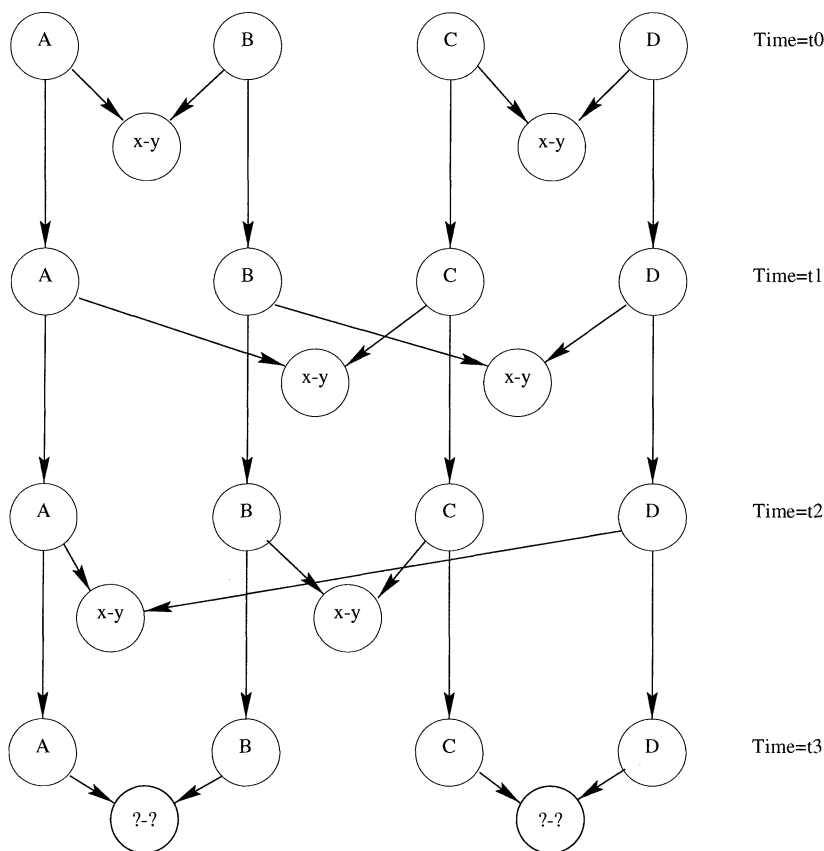 A B C D Time=t0
x-y x-y
A B C D Time=t1
x-y x-y
A B C D Time=t2
x-y x-y
A B C D Time=t3
?-? ?-?